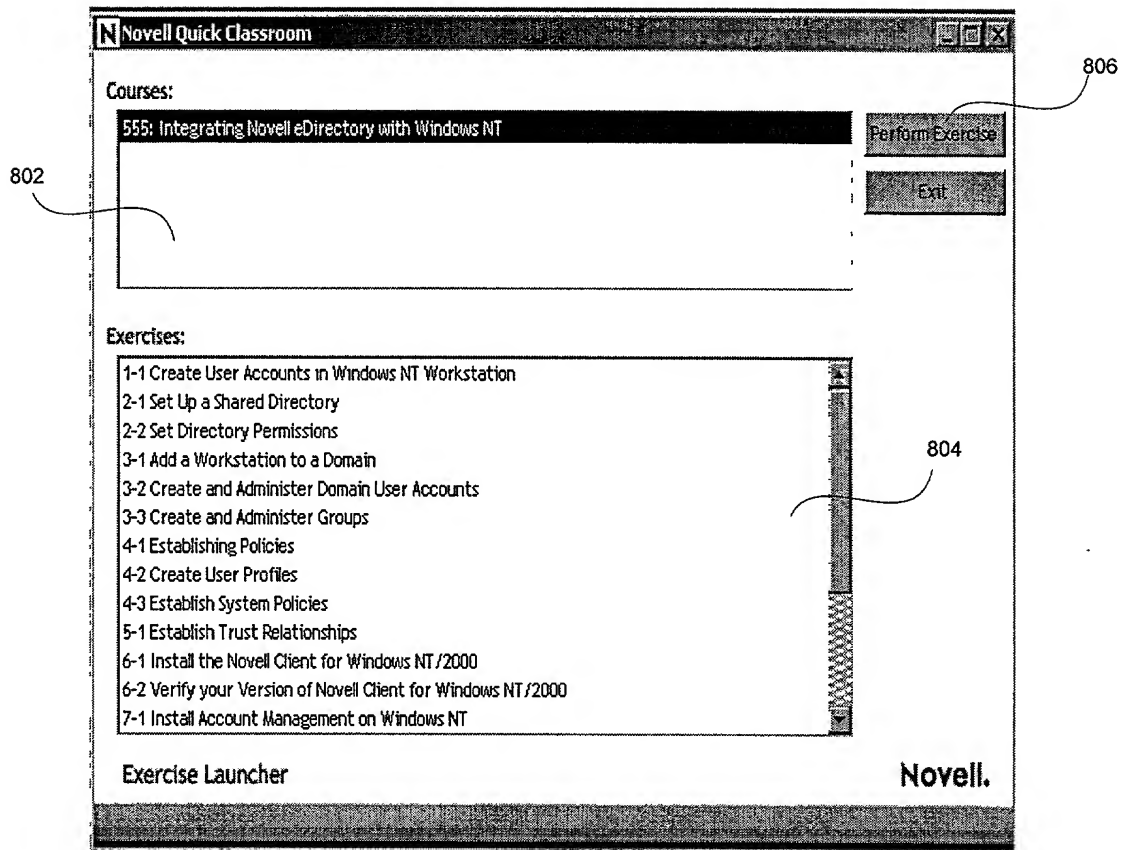 N Novell Quick Classroom
806
Courses:
555: Integrating Novell eDirectory with Windows NT
Perform Exercise
802
Exit
Exercises:
1-1 Create User Accounts in Windows NT Workstation
2-1 Set Up a Shared Directory
2-2 Set Directory Permissions
3-1 Add a Workstation to a Domain
804
3-2 Create and Administer Domain User Accounts
3-3 Create and Administer Groups
4-1 Establishing Policies
4-2 Create User Profiles
4-3 Establish System Policies
5-1 Establish Trust Relationships
6-1 Install the Novell Client for Windows NT/2000
6-2 Verify your Version of Novell Client for Windows NT/2000
7-1 Install Account Management on Windows NT
Exercise Launcher
Novell.